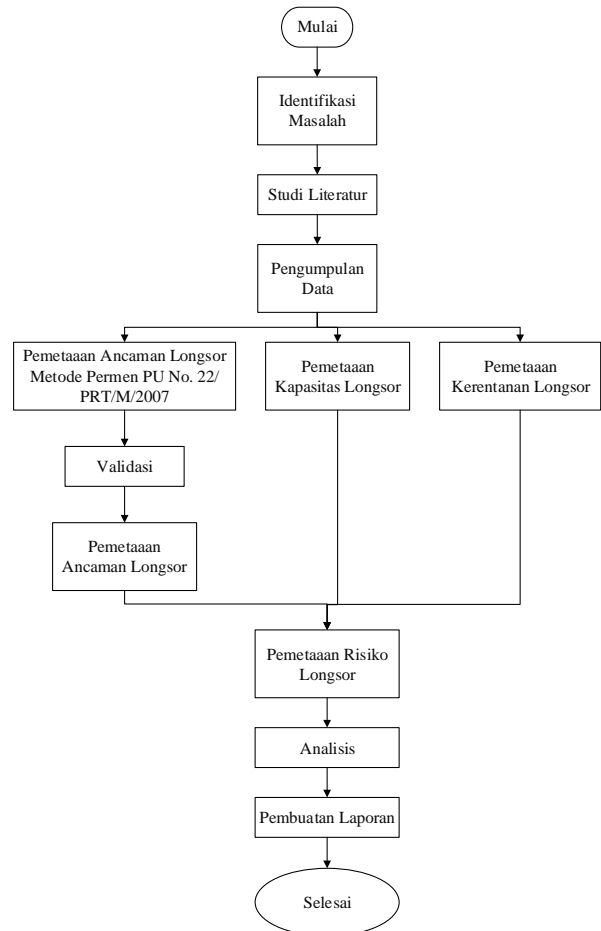 Mulai
Identifikasi
Masalah
Studi Literatur
Pengumpulan
Data
Pemetaaan Ancaman Longsor
Metode Permen PU No. 22/
PRT/M/2007
Pemetaaan
Kapasitas Longsor
Pemetaaan
Kerentanan Longsor
Validasi
Pemetaaan
Ancaman Longsor
Pemetaaan Risiko
Longsor
Analisis
Pembuatan Laporan
Selesai